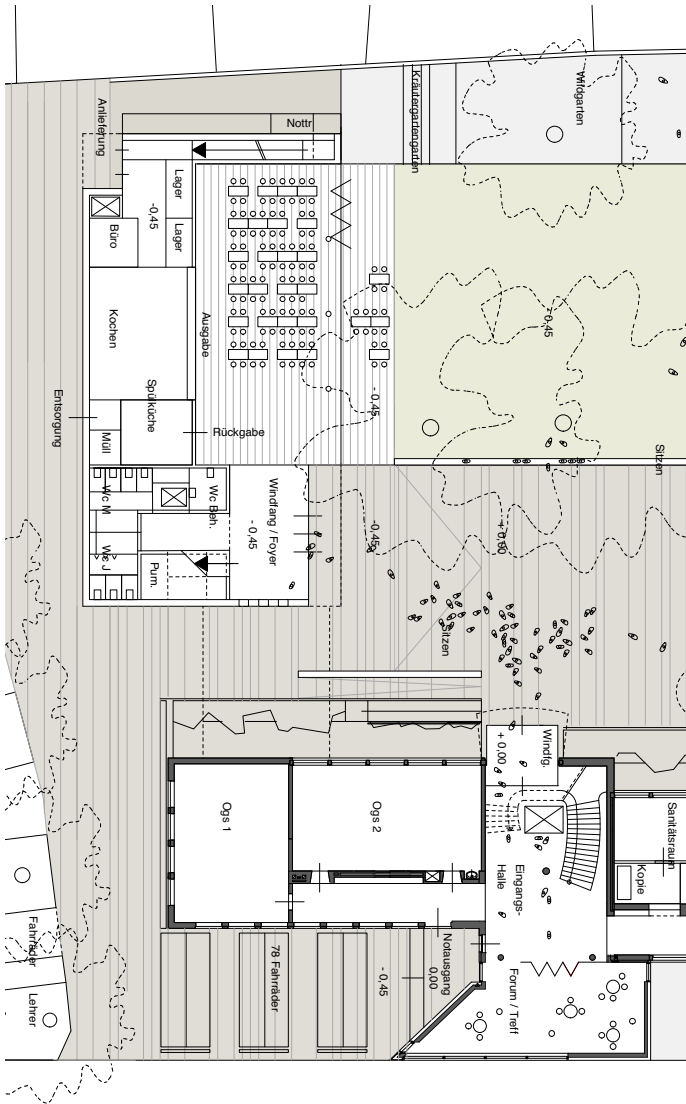 Nottr
Anlieferung
Kräutergartengarten
Wildgarten
Lager
-0,45
Lager
Büro
Kochen
Ausgabe
Spülküche
Rückgabe
Müll
Entsorgung
- 0,45
- 0,45
Sitzen
Wc M
Wc J
Wc Beh.
Pum.
Windfang / Foyer
- 0,45
-0,45
+ 0,00
Sitzen
Windfg.
+ 0,00
Ogs 1
Ogs 2
Sanitätsraum
Kopie
Eingangs-
Halle
Notausgang
0,00
- 0,45
78 Fahrräder
Forum / Treff
Fahrräder
Lehrer